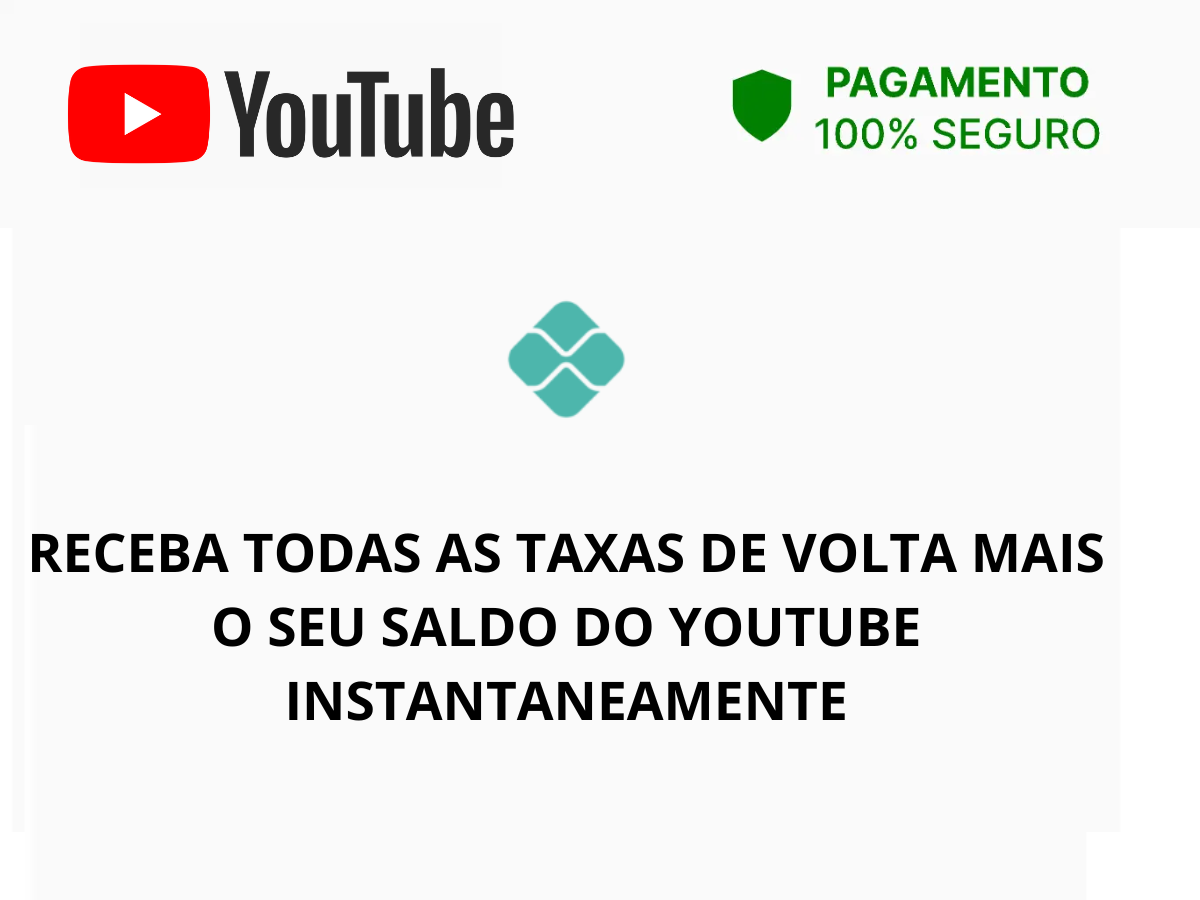 YouTube
PAGAMENTO
100% SEGURO
RECEBA TODAS AS TAXAS DE VOLTA MAIS
O SEU SALDO DO YOUTUBE
INSTANTANEAMENTE